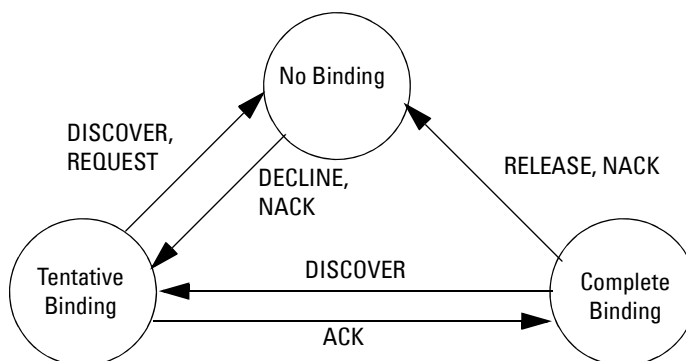 No Binding
DISCOVER,
REQUEST
DECLINE,
NACK
RELEASE, NACK
Tentative
Binding
DISCOVER
Complete
Binding
ACK